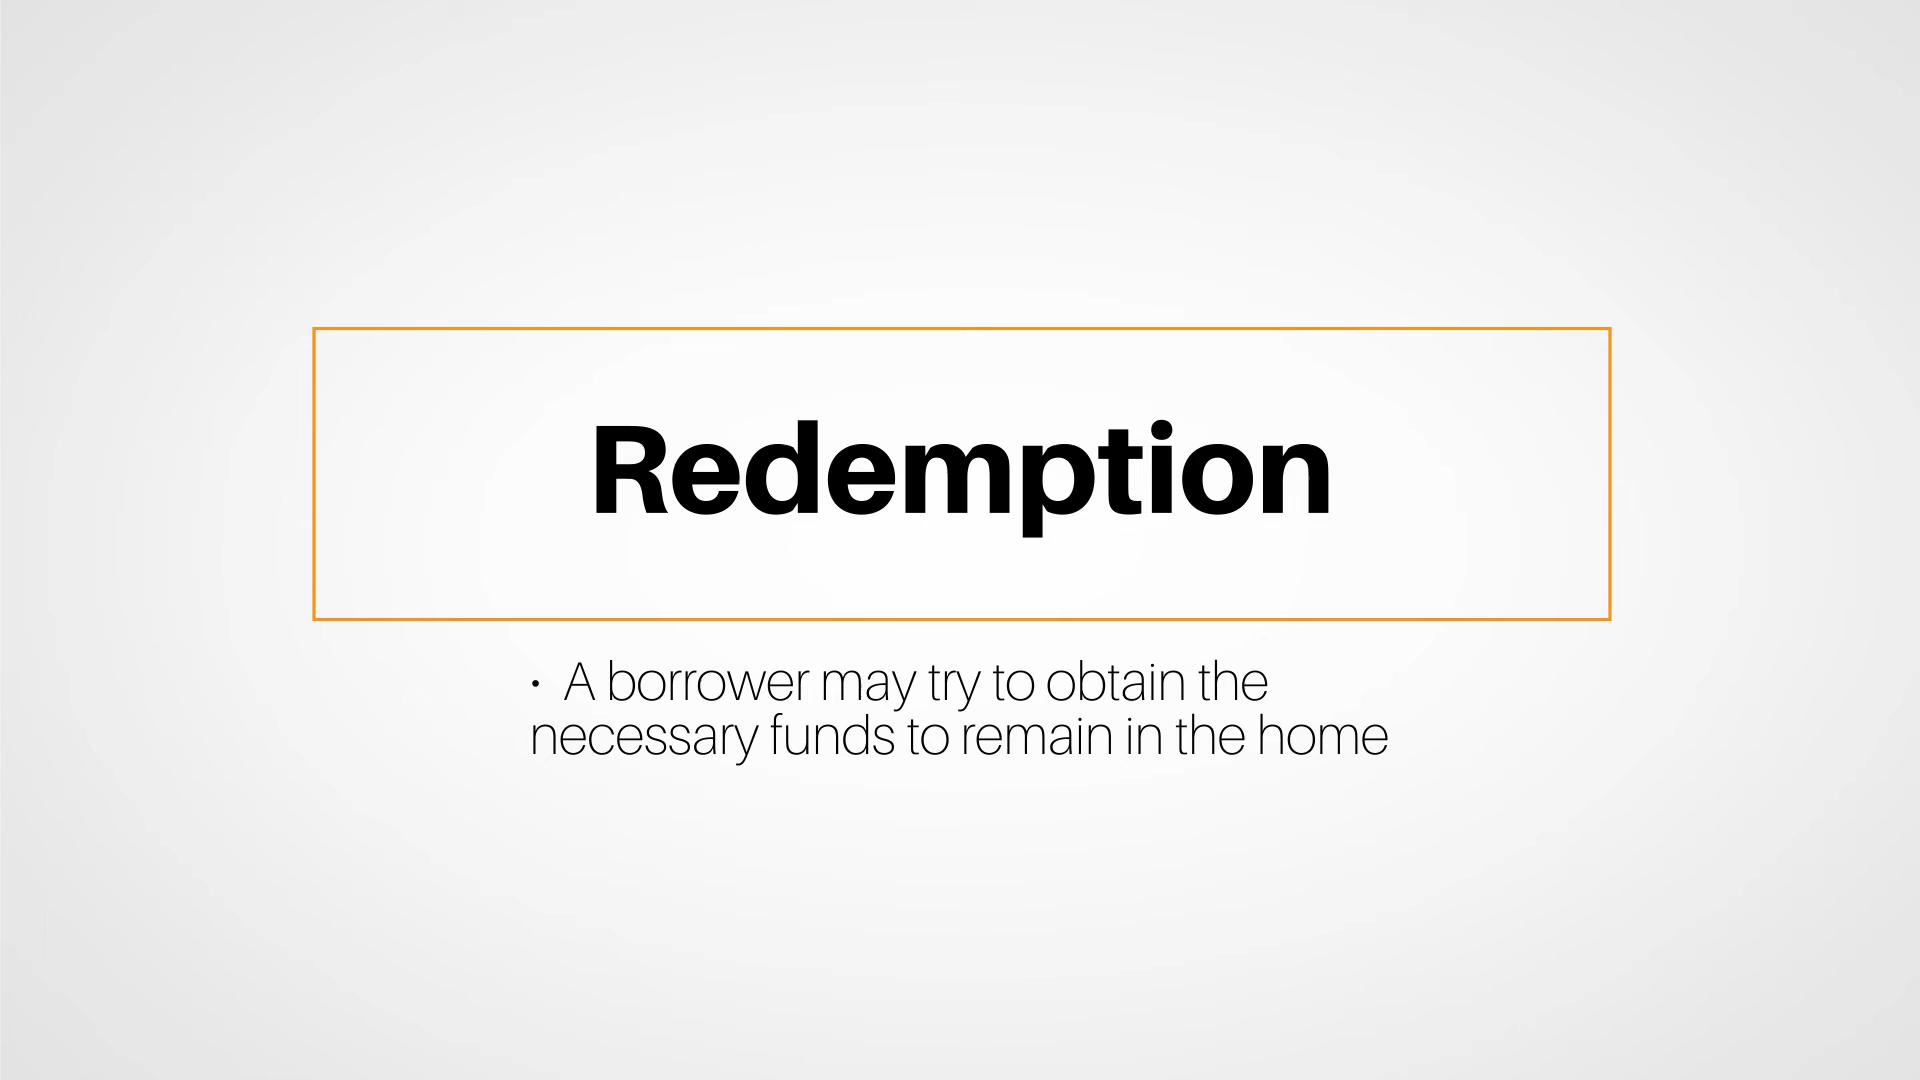 Redemption
• A borrower may try to obtain the
necessary funds to remain in the home